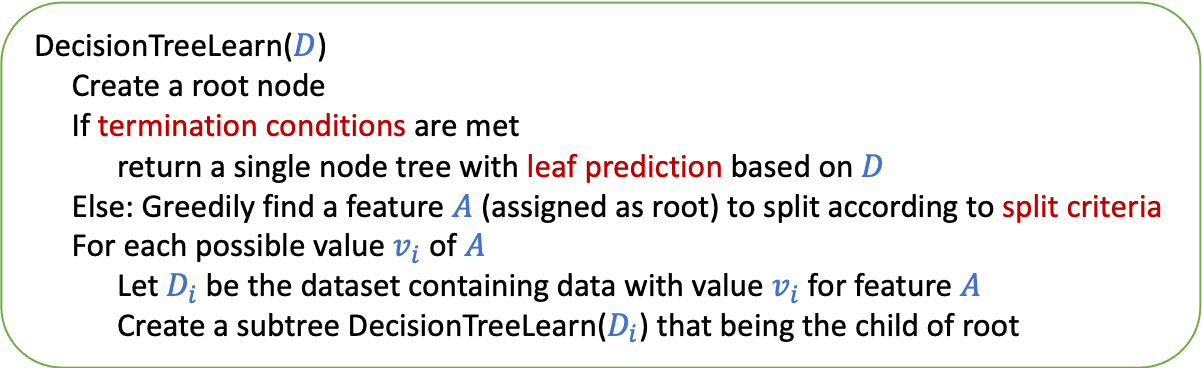 DecisionTreeLearn(D)
Create a root node
If termination conditions are met
return a single node tree with leaf prediction based on D
Else: Greedily find a feature A (assigned as root) to split according to split criteria
For each possible value vᵢ of A
Let Dᵢ be the dataset containing data with value vᵢ for feature A
Create a subtree DecisionTreeLearn(Dᵢ) that being the child of root